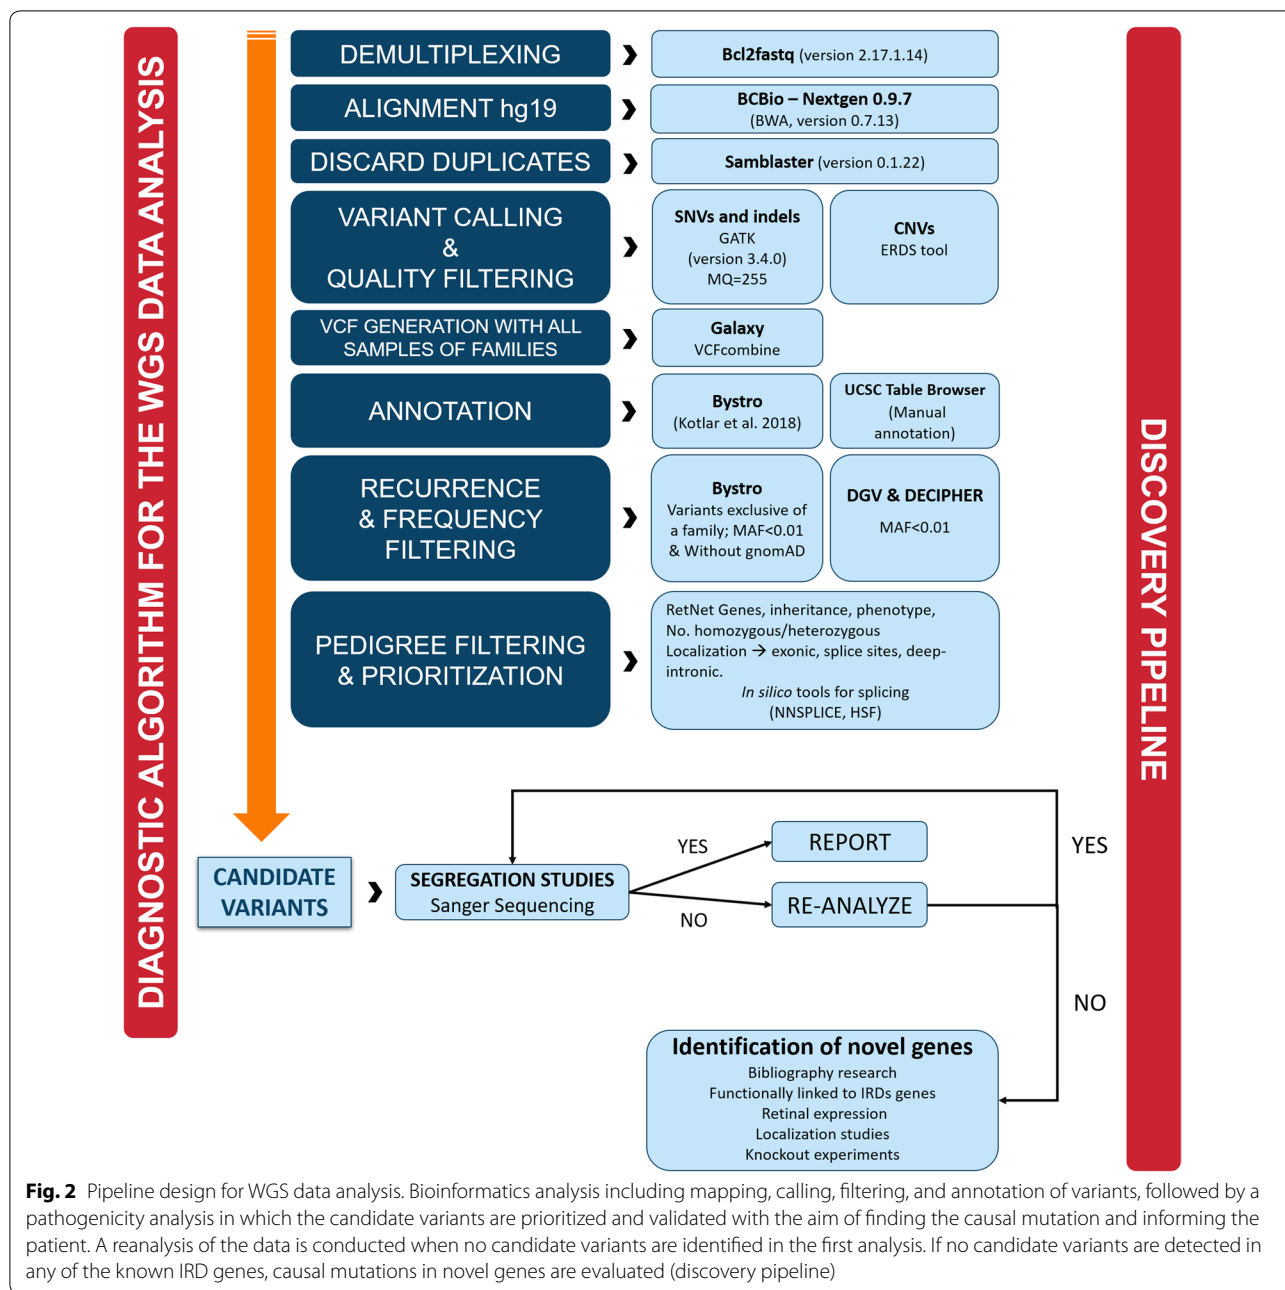 DIAGNOSTIC ALGORITHM FOR THE WGS DATA ANALYSIS
DEMULTIPLEXING
Bcl2fastq (version 2.17.1.14)
ALIGNMENT hg19
BCBio – Nextgen 0.9.7
(BWA, version 0.7.13)
DISCARD DUPLICATES
Samblaster (version 0.1.22)
VARIANT CALLING
&
QUALITY FILTERING
SNVs and indels
GATK
(version 3.4.0)
MQ=255
CNVs
ERDS tool
VCF GENERATION WITH ALL
SAMPLES OF FAMILIES
Galaxy
VCFcombine
ANNOTATION
Bystro
(Kotlar et al. 2018)
UCSC Table Browser
(Manual
annotation)
RECURRENCE
& FREQUENCY
FILTERING
Bystro
Variants exclusive of
a family; MAF<0.01
& Without gnomAD
DGV & DECIPHER
MAF<0.01
PEDIGREE FILTERING
& PRIORITIZATION
RetNet Genes, inheritance, phenotype,
No. homozygous/heterozygous
Localization → exonic, splice sites, deep-
intronic.
In silico tools for splicing
(NNSPLICE, HSF)
DISCOVERY PIPELINE
CANDIDATE
VARIANTS
SEGREGATION STUDIES
Sanger Sequencing
YES
REPORT
NO
RE-ANALYZE
YES
NO
Identification of novel genes
Bibliography research
Functionally linked to IRDs genes
Retinal expression
Localization studies
Knockout experiments
Fig. 2 Pipeline design for WGS data analysis. Bioinformatics analysis including mapping, calling, filtering, and annotation of variants, followed by a
pathogenicity analysis in which the candidate variants are prioritized and validated with the aim of finding the causal mutation and informing the
patient. A reanalysis of the data is conducted when no candidate variants are identified in the first analysis. If no candidate variants are detected in
any of the known IRD genes, causal mutations in novel genes are evaluated (discovery pipeline)